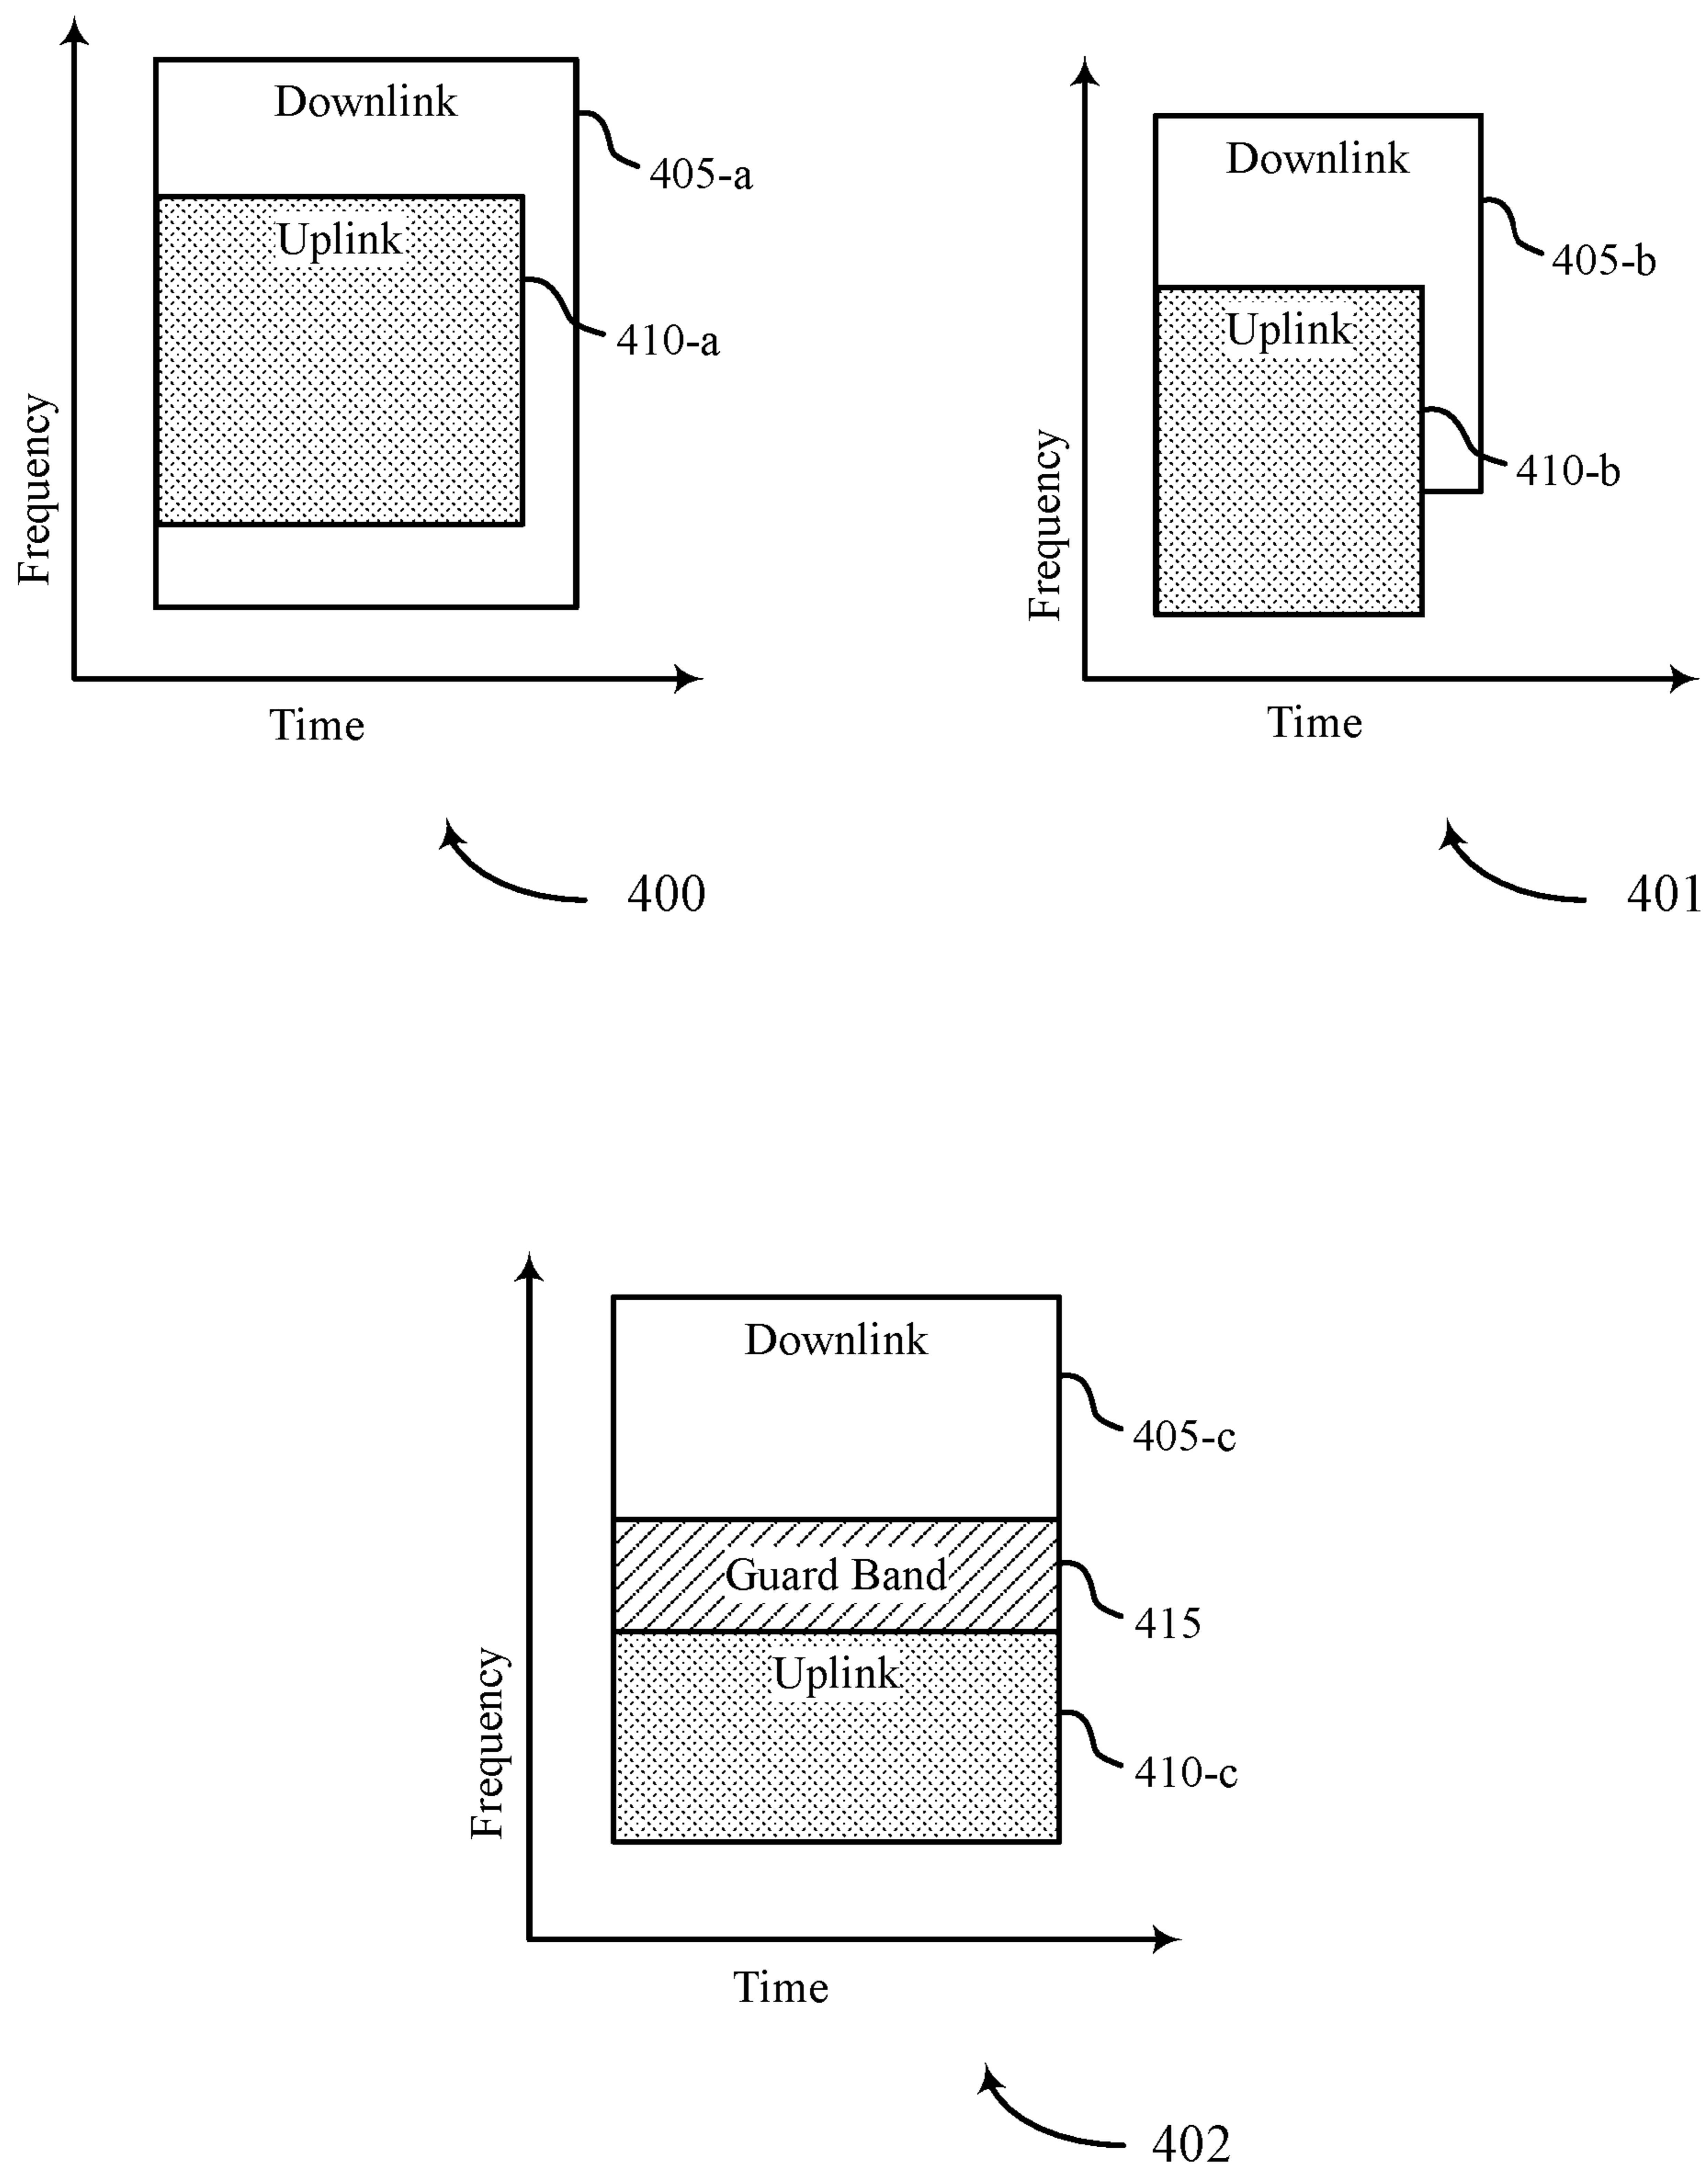 Downlink
405-a
Uplink
410-a
Frequency
Time
400
Downlink
405-b
Uplink
410-b
Frequency
Time
401
Downlink
405-c
Guard Band
415
Uplink
410-c
Frequency
Time
402